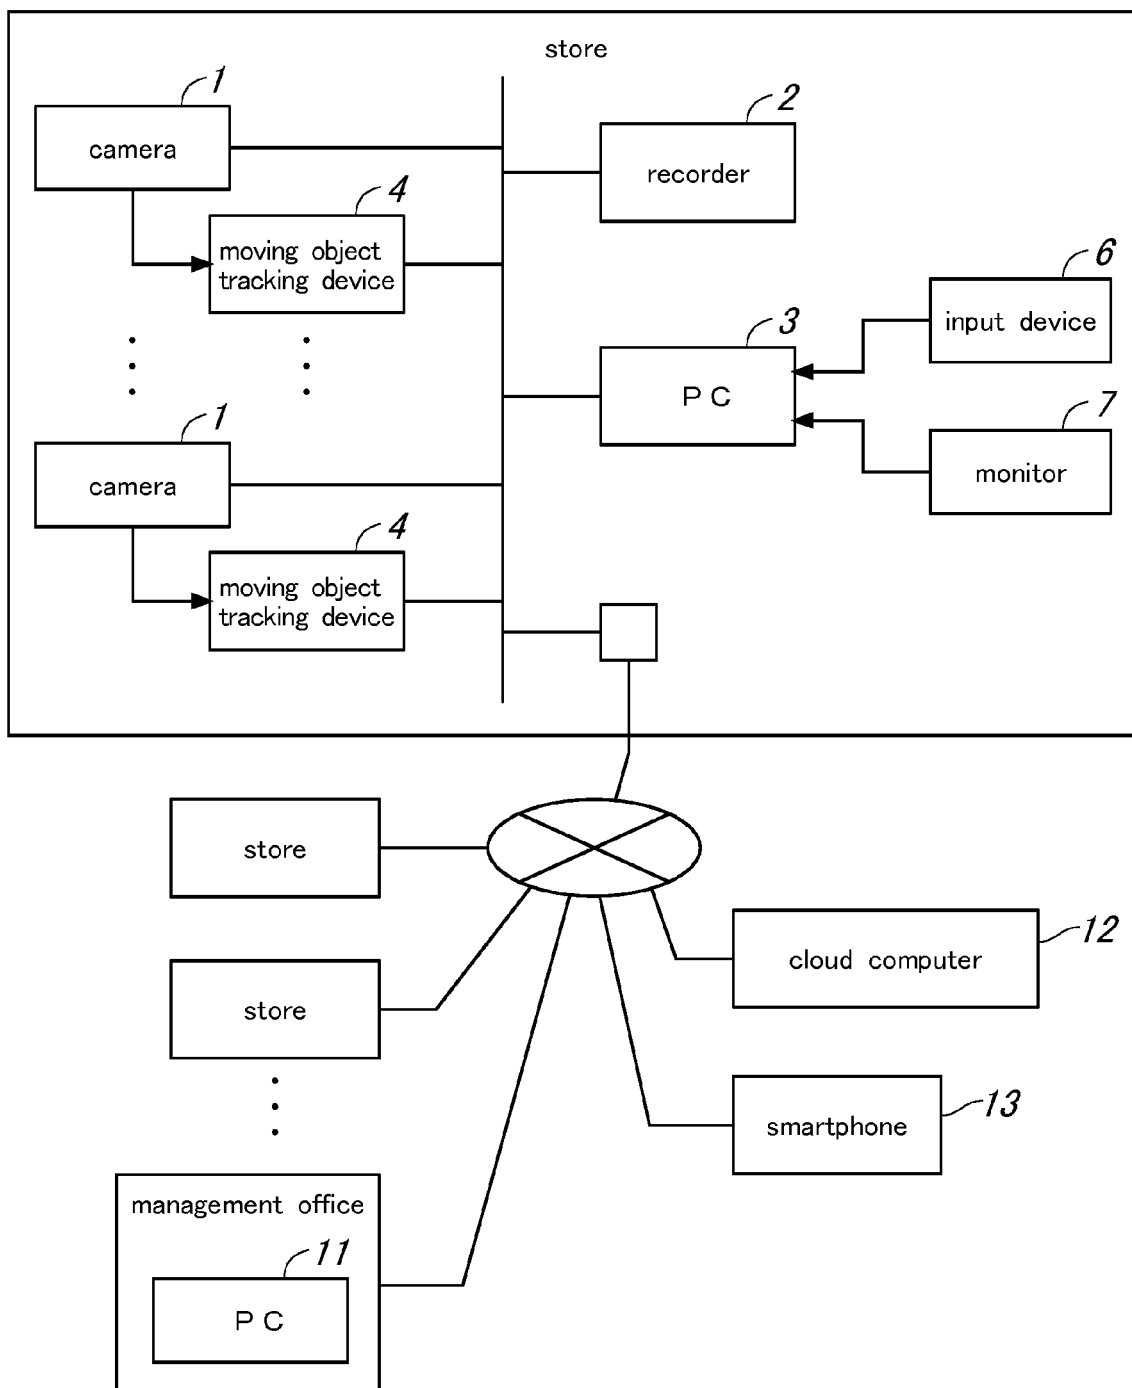 store
1
camera
2
recorder
4
moving object
tracking device
6
input device
3
PC
7
monitor
1
camera
4
moving object
tracking device
store
12
cloud computer
store
13
smartphone
management office
11
PC